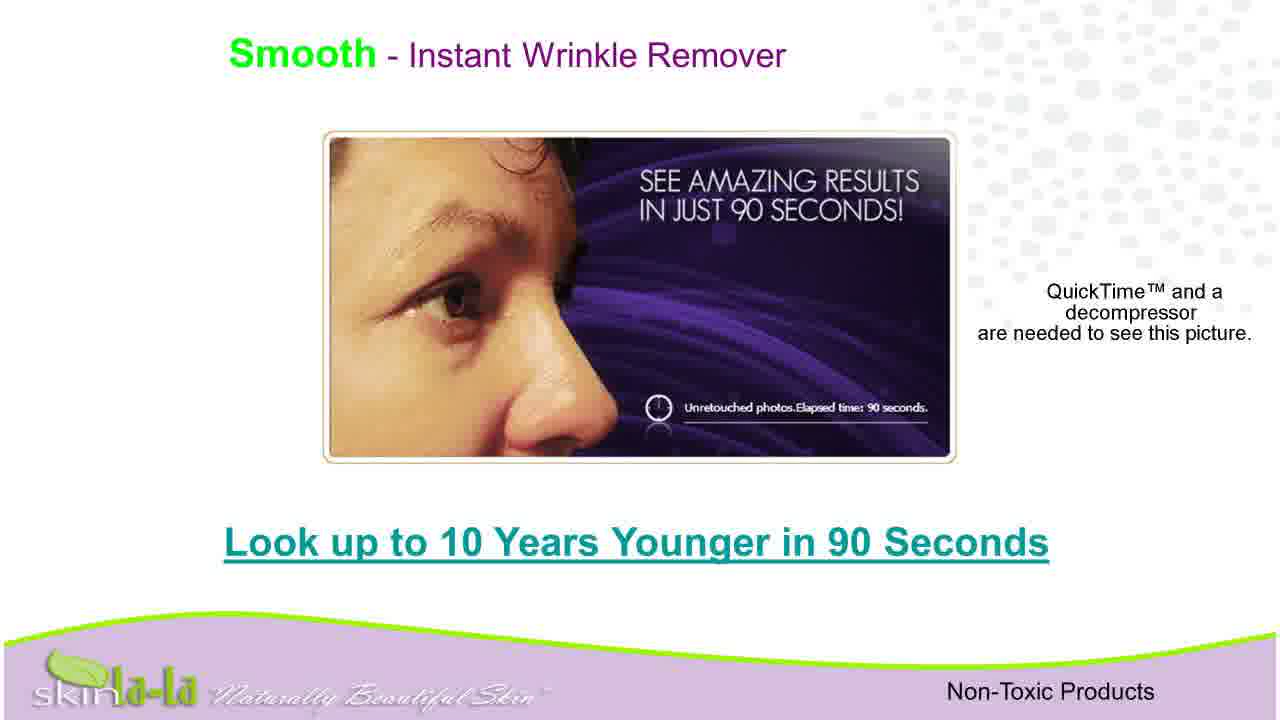 Smooth - Instant Wrinkle Remover
SEE AMAZING RESULTS
IN JUST 90 SECONDS!
QuickTime™ and a
decompressor
are needed to see this picture.
Unretouched photos.Elapsed time: 90 seconds.
Look up to 10 Years Younger in 90 Seconds
skin la-la Naturally Beautiful Skin™
Non-Toxic Products